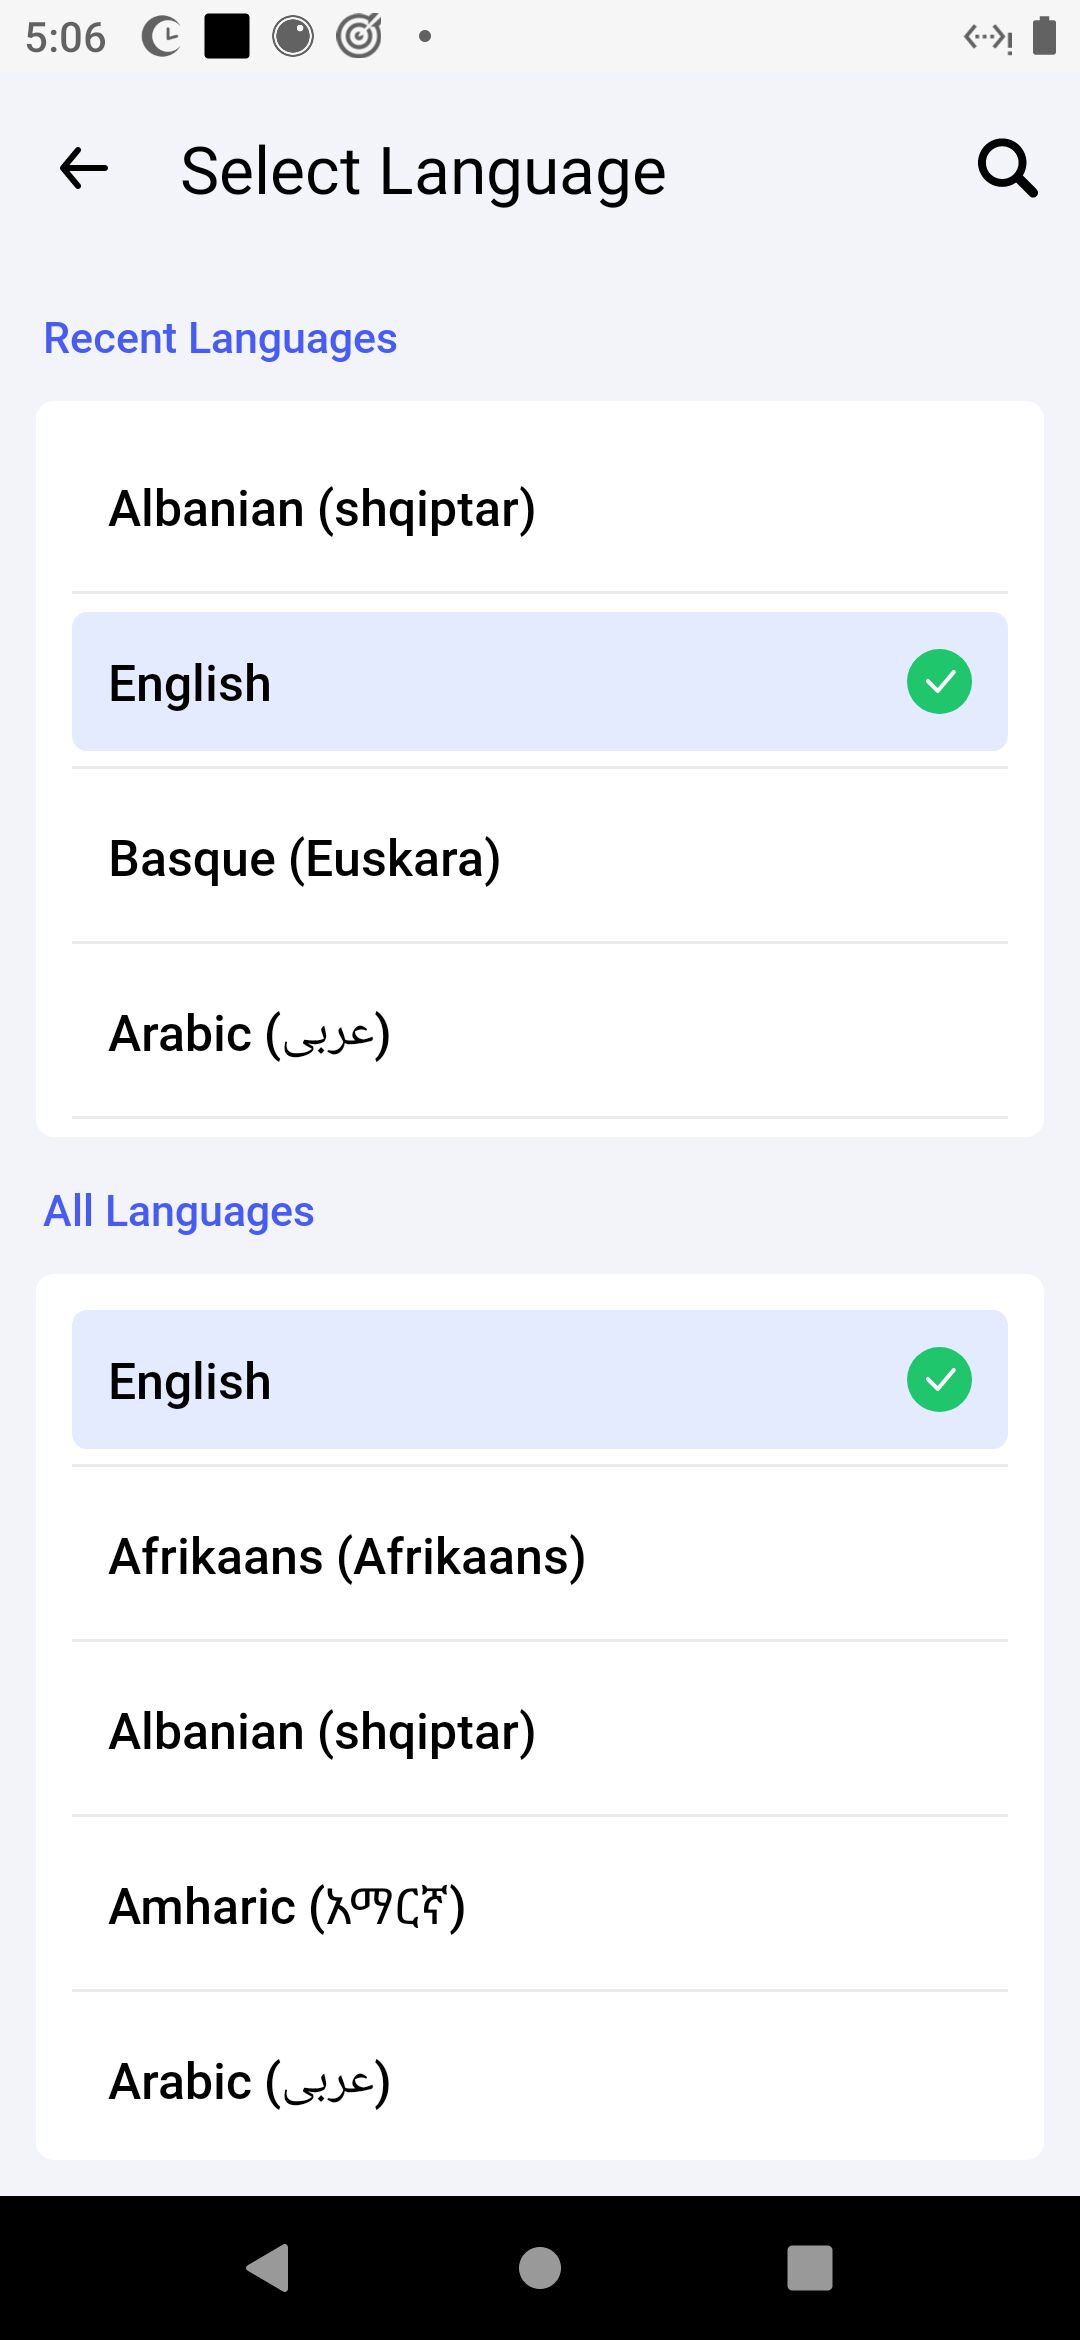 5:06
Select Language
Recent Languages
Albanian (shqiptar)
English
Basque (Euskara)
Arabic (عربى)
All Languages
English
Afrikaans (Afrikaans)
Albanian (shqiptar)
Amharic (አማርኛ)
Arabic (عربى)